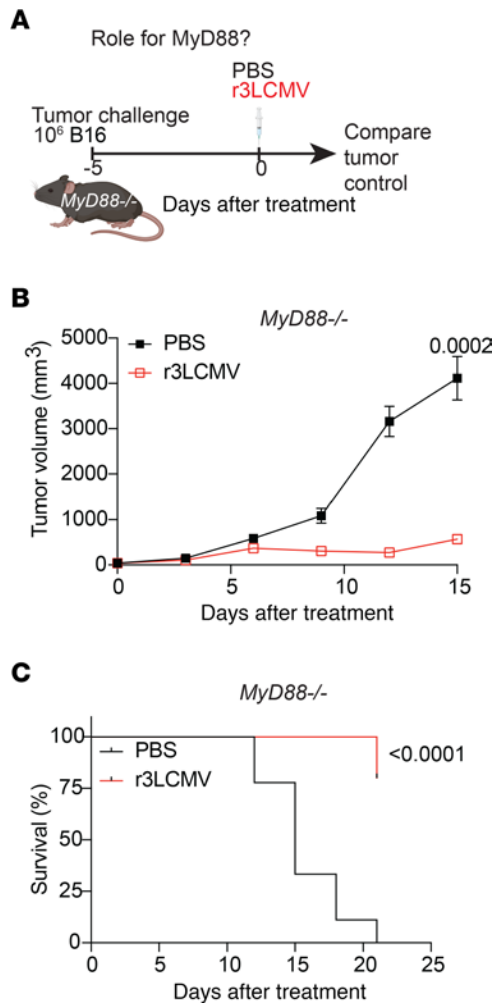 A
Role for MyD88?
PBS
r3LCMV
Tumor challenge
10⁶ B16
-5
0
Compare
tumor
control
MyD88-/-
Days after treatment
B
MyD88-/-
PBS
r3LCMV
0.0002
Tumor volume (mm³)
5000
4000
3000
2000
1000
0
0
5
10
15
Days after treatment
C
MyD88-/-
PBS
r3LCMV
<0.0001
Survival (%)
100
75
50
25
0
0
5
10
15
20
25
Days after treatment